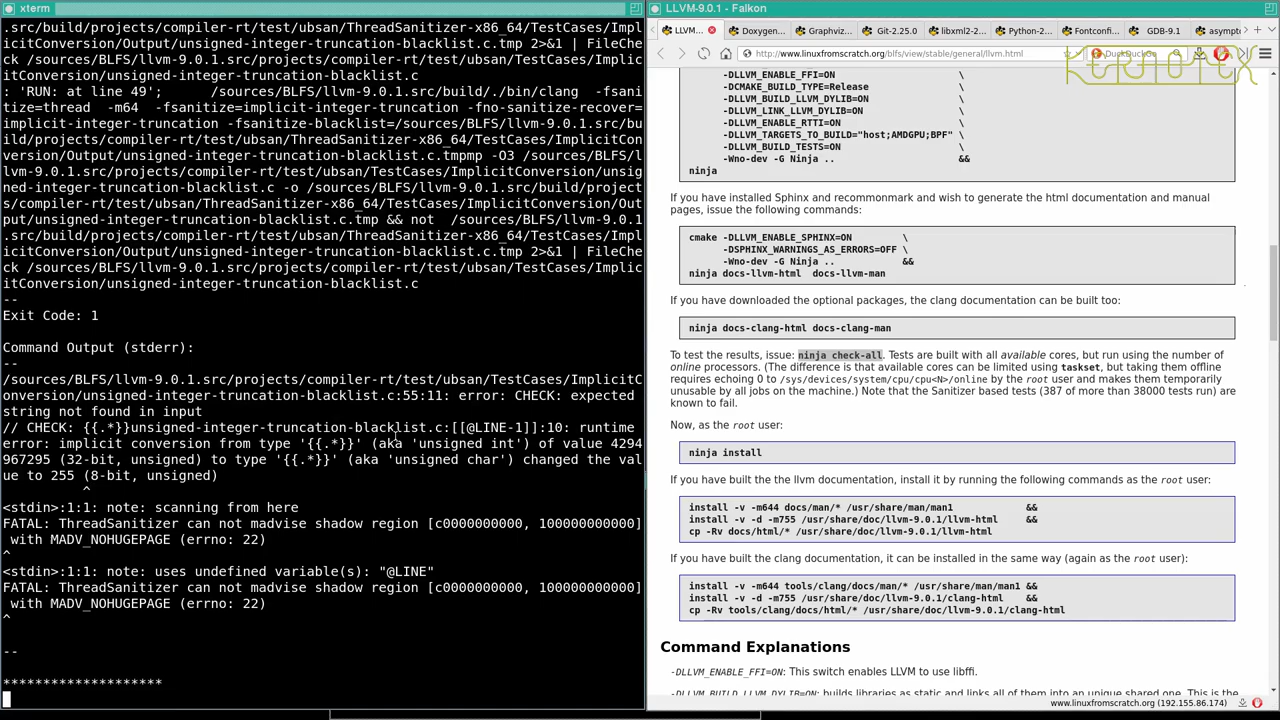 xterm
.src/build/projects/compiler-rt/test/ubsan/ThreadSanitizer-x86_64/TestCases/Impl
icitConversion/Output/unsigned-integer-truncation-blacklist.c.tmp 2>&1 | FileChe
ck /sources/BLFS/llvm-9.0.1.src/projects/compiler-rt/test/ubsan/TestCases/Implic
itConversion/unsigned-integer-truncation-blacklist.c
: 'RUN: at line 49';      /sources/BLFS/llvm-9.0.1.src/build/./bin/clang  -fsani
tize=thread  -m64  -fsanitize=implicit-integer-truncation -fno-sanitize-recover=
implicit-integer-truncation -fsanitize-blacklist=/sources/BLFS/llvm-9.0.1.src/bu
ild/projects/compiler-rt/test/ubsan/ThreadSanitizer-x86_64/TestCases/ImplicitCon
version/Output/unsigned-integer-truncation-blacklist.c.tmpmp -O3 /sources/BLFS/l
lvm-9.0.1.src/projects/compiler-rt/test/ubsan/TestCases/ImplicitConversion/unsig
ned-integer-truncation-blacklist.c -o /sources/BLFS/llvm-9.0.1.src/build/project
s/compiler-rt/test/ubsan/ThreadSanitizer-x86_64/TestCases/ImplicitConversion/Out
put/unsigned-integer-truncation-blacklist.c.tmp && not  /sources/BLFS/llvm-9.0.1
.src/build/projects/compiler-rt/test/ubsan/ThreadSanitizer-x86_64/TestCases/Impl
icitConversion/Output/unsigned-integer-truncation-blacklist.c.tmp 2>&1 | FileChe
ck /sources/BLFS/llvm-9.0.1.src/projects/compiler-rt/test/ubsan/TestCases/Implic
itConversion/unsigned-integer-truncation-blacklist.c
--
Exit Code: 1
Command Output (stderr):
--
/sources/BLFS/llvm-9.0.1.src/projects/compiler-rt/test/ubsan/TestCases/ImplicitC
onversion/unsigned-integer-truncation-blacklist.c:55:11: error: CHECK: expected
string not found in input
// CHECK: {{.*}}unsigned-integer-truncation-blacklist.c:[[@LINE-1]]:10: runtime
error: implicit conversion from type '{{.*}}' (aka 'unsigned int') of value 4294
967295 (32-bit, unsigned) to type '{{.*}}' (aka 'unsigned char') changed the val
ue to 255 (8-bit, unsigned)
^
<stdin>:1:1: note: scanning from here
FATAL: ThreadSanitizer can not madvise shadow region [c0000000000, 100000000000]
with MADV_NOHUGEPAGE (errno: 22)
^
<stdin>:1:1: note: uses undefined variable(s): "@LINE"
FATAL: ThreadSanitizer can not madvise shadow region [c0000000000, 100000000000]
with MADV_NOHUGEPAGE (errno: 22)
^
--
********************
LLVM-9.0.1 - Falkon
LLVM...
Doxygen...
Graphviz...
Git-2.25.0
libxml2-...
Python-2...
Fontconfi...
GDB-9.1
asympto
http://www.linuxfromscratch.org/blfs/view/stable/general/llvm.html
DuckDuckGo
KERNOTEX
-DLLVM_ENABLE_FFI=ON \
-DCMAKE_BUILD_TYPE=Release \
-DLLVM_BUILD_LLVM_DYLIB=ON \
-DLLVM_LINK_LLVM_DYLIB=ON \
-DLLVM_ENABLE_RTTI=ON \
-DLLVM_TARGETS_TO_BUILD="host;AMDGPU;BPF" \
-DLLVM_BUILD_TESTS=ON \
-Wno-dev -G Ninja .. &&
ninja
If you have installed Sphinx and recommonmark and wish to generate the html documentation and manual
pages, issue the following commands:
cmake -DLLVM_ENABLE_SPHINX=ON \
-DSPHINX_WARNINGS_AS_ERRORS=OFF \
-Wno-dev -G Ninja .. &&
ninja docs-llvm-html  docs-llvm-man
If you have downloaded the optional packages, the clang documentation can be built too:
ninja docs-clang-html docs-clang-man
To test the results, issue: ninja check-all. Tests are built with all available cores, but run using the number of
online processors. (The difference is that available cores can be limited using taskset, but taking them offline
requires echoing 0 to /sys/devices/system/cpu/cpu<N>/online by the root user and makes them temporarily
unusable by all jobs on the machine.) Note that the Sanitizer based tests (387 of more than 38000 tests run) are
known to fail.
Now, as the root user:
ninja install
If you have built the the llvm documentation, install it by running the following commands as the root user:
install -v -m644 docs/man/* /usr/share/man/man1 &&
install -v -d -m755 /usr/share/doc/llvm-9.0.1/llvm-html &&
cp -Rv docs/html/* /usr/share/doc/llvm-9.0.1/llvm-html
If you have built the clang documentation, it can be installed in the same way (again as the root user):
install -v -m644 tools/clang/docs/man/* /usr/share/man/man1 &&
install -v -d -m755 /usr/share/doc/llvm-9.0.1/clang-html &&
cp -Rv tools/clang/docs/html/* /usr/share/doc/llvm-9.0.1/clang-html
Command Explanations
-DLLVM_ENABLE_FFI=ON: This switch enables LLVM to use libffi.
-DLLVM_BUILD_LLVM_DYLIB=ON: builds libraries as static and links all of them into an unique shared one. This is the
www.linuxfromscratch.org (192.155.86.174)